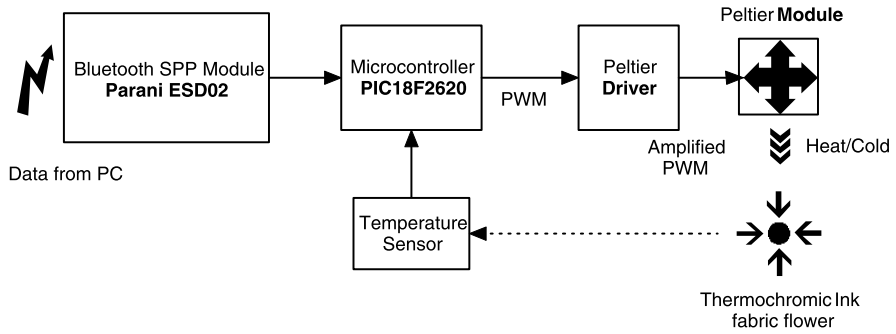 Peltier Module
Bluetooth SPP Module
Parani ESD02
Microcontroller
PIC18F2620
Peltier
Driver
PWM
Amplified
PWM
Heat/Cold
Data from PC
Temperature
Sensor
Thermochromic Ink
fabric flower